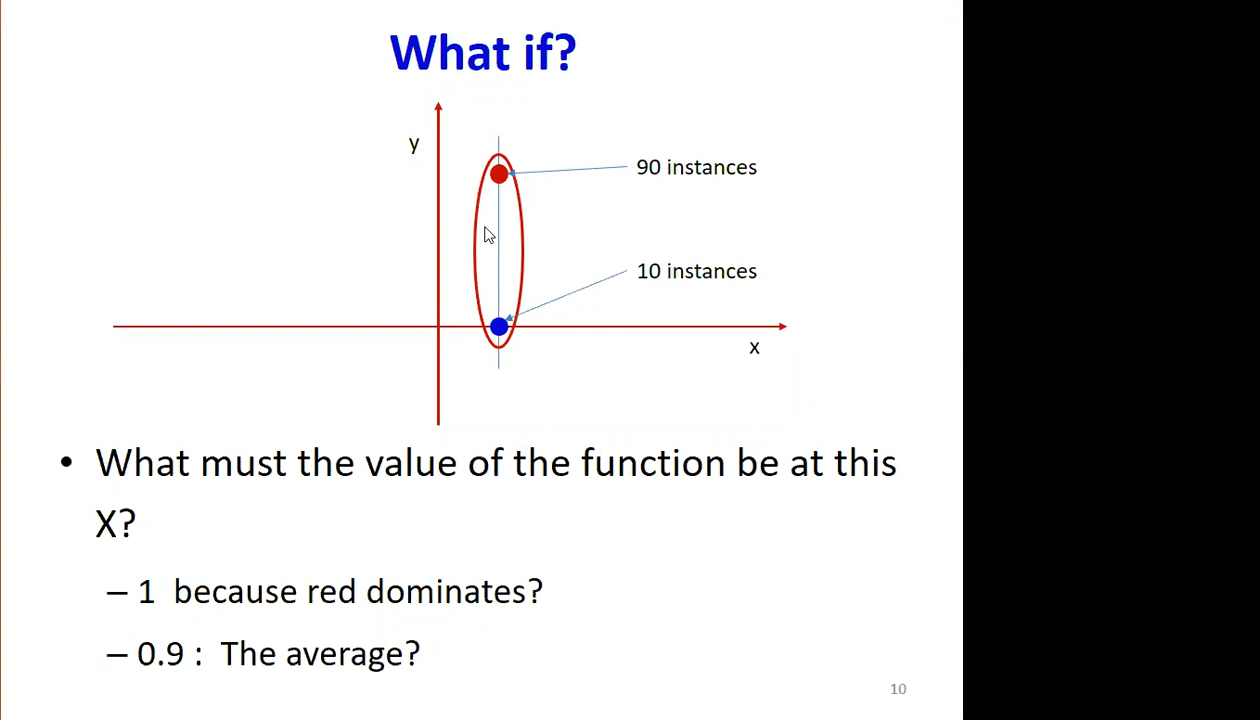 What if?
y
90 instances
10 instances
x
• What must the value of the function be at this
X?
– 1 because red dominates?
– 0.9 : The average?
10